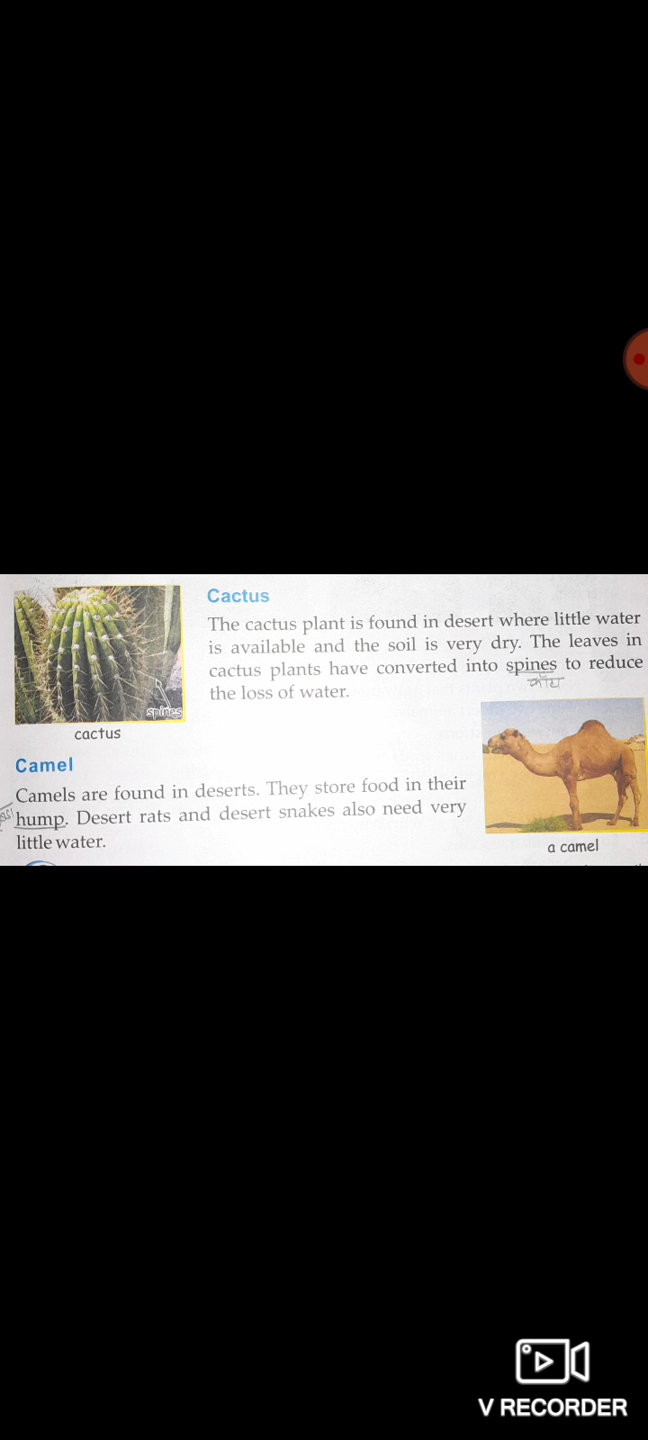 Cactus
The cactus plant is found in desert where little water
is available and the soil is very dry. The leaves in
cactus plants have converted into spines to reduce
the loss of water.
spines
cactus
Camel
Camels are found in deserts. They store food in their
hump. Desert rats and desert snakes also need very
little water.
a camel
V RECORDER